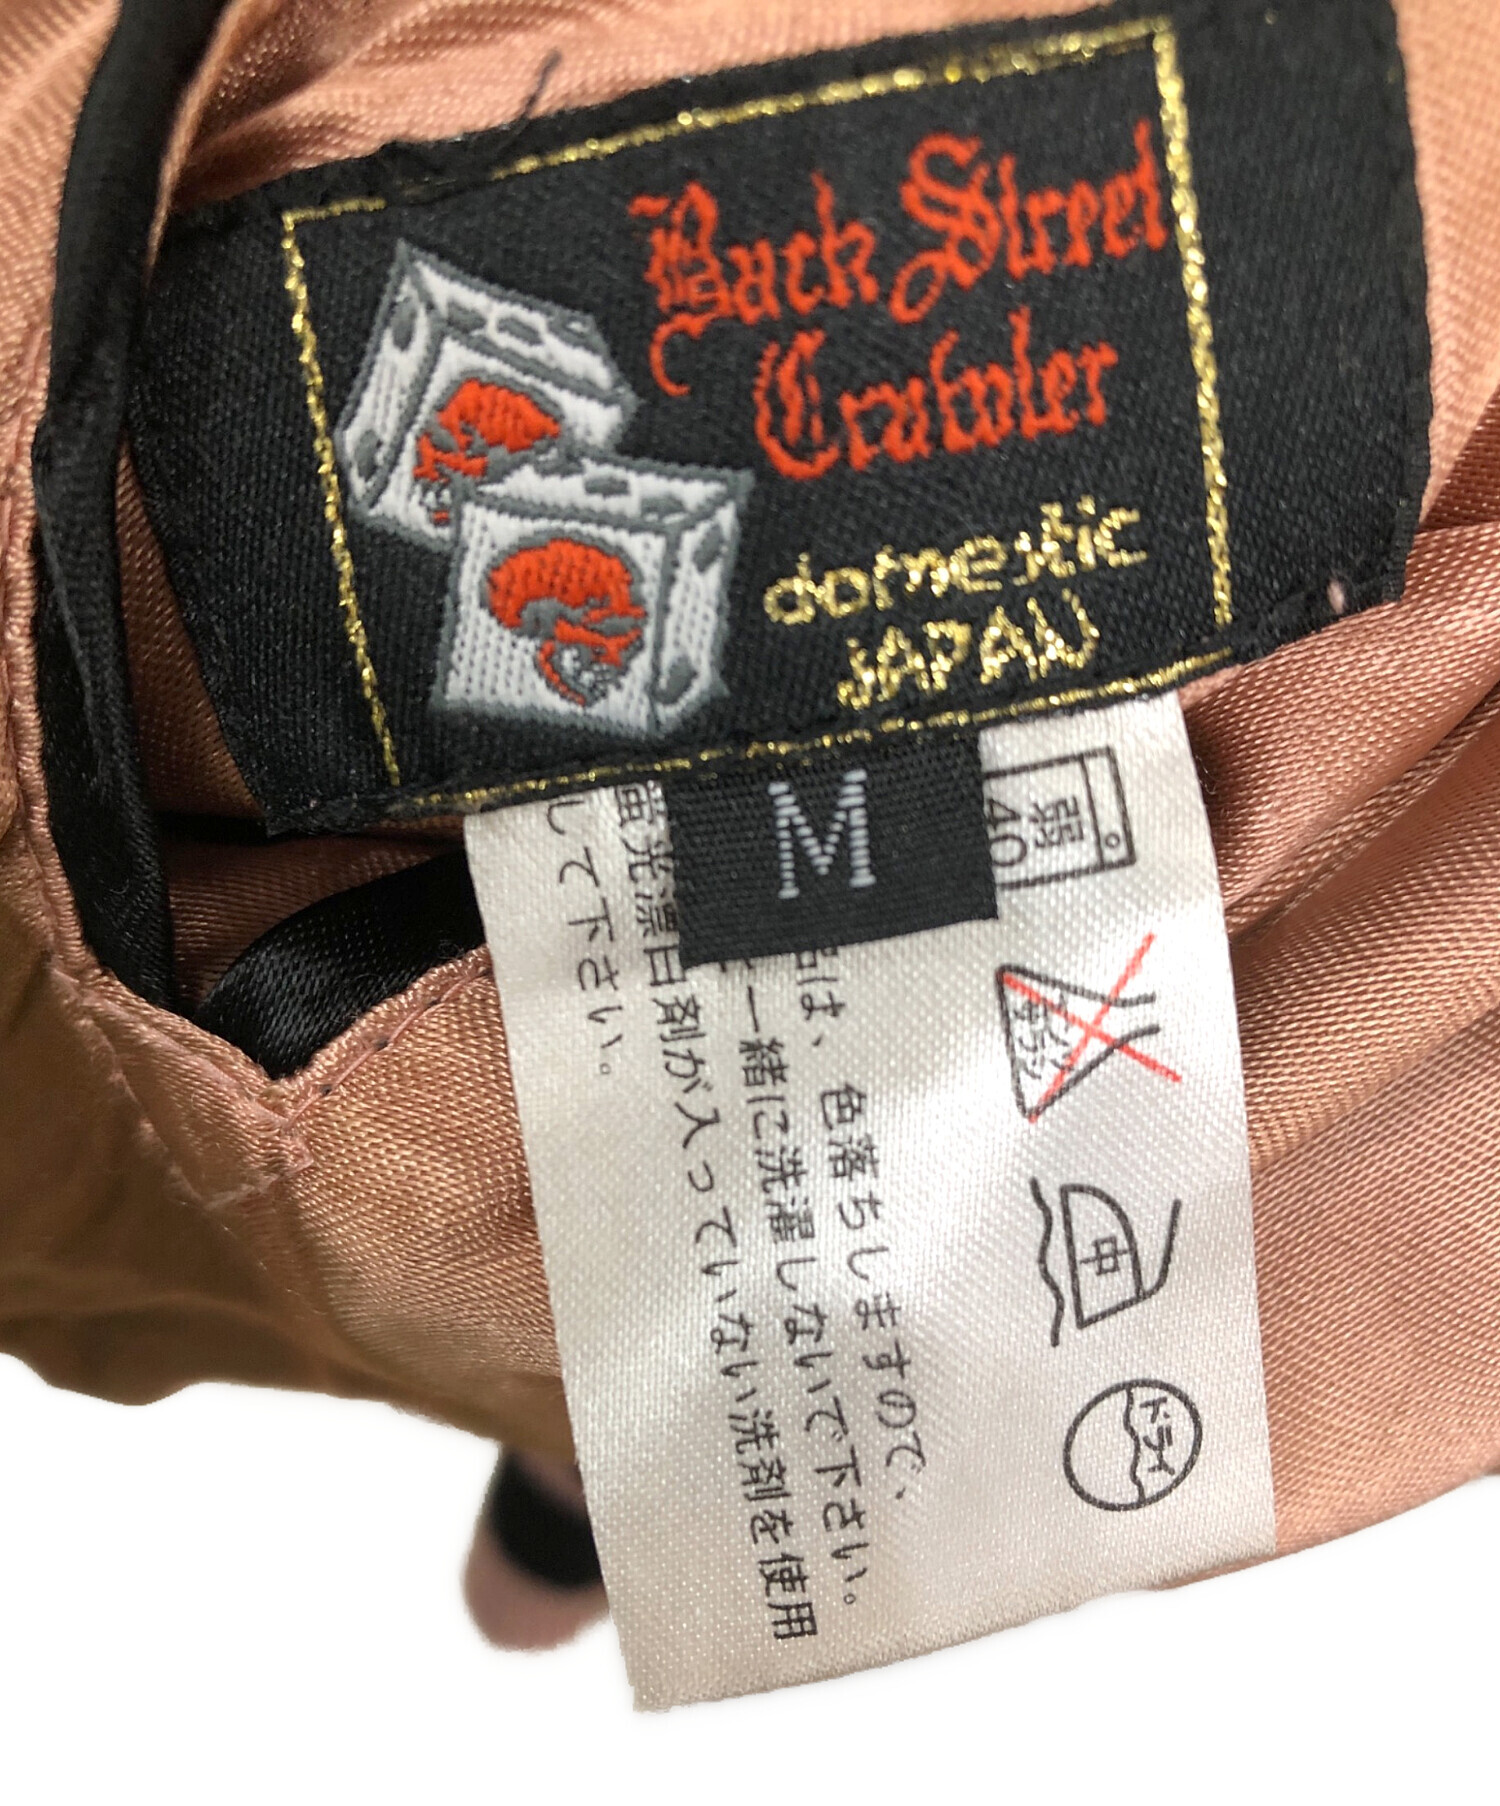 Back Street
Crawler
domestic
JAPAN
M
弱
40
中
ドライ
品は、色落ちしますので、
と一緒に洗濯しないで下さい。
蛍光漂白剤が入っていない洗剤を使用
して下さい。